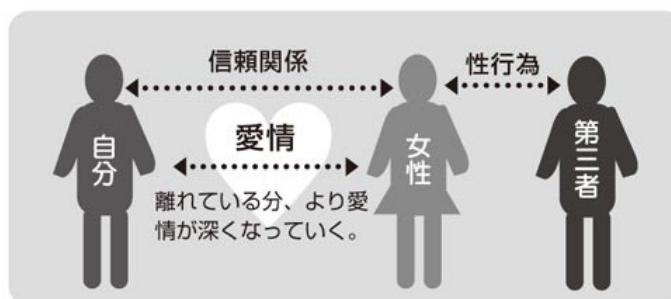 信頼関係
性行為
愛情
自分
女性
第三者
離れている分、より愛
情が深くなっていく。